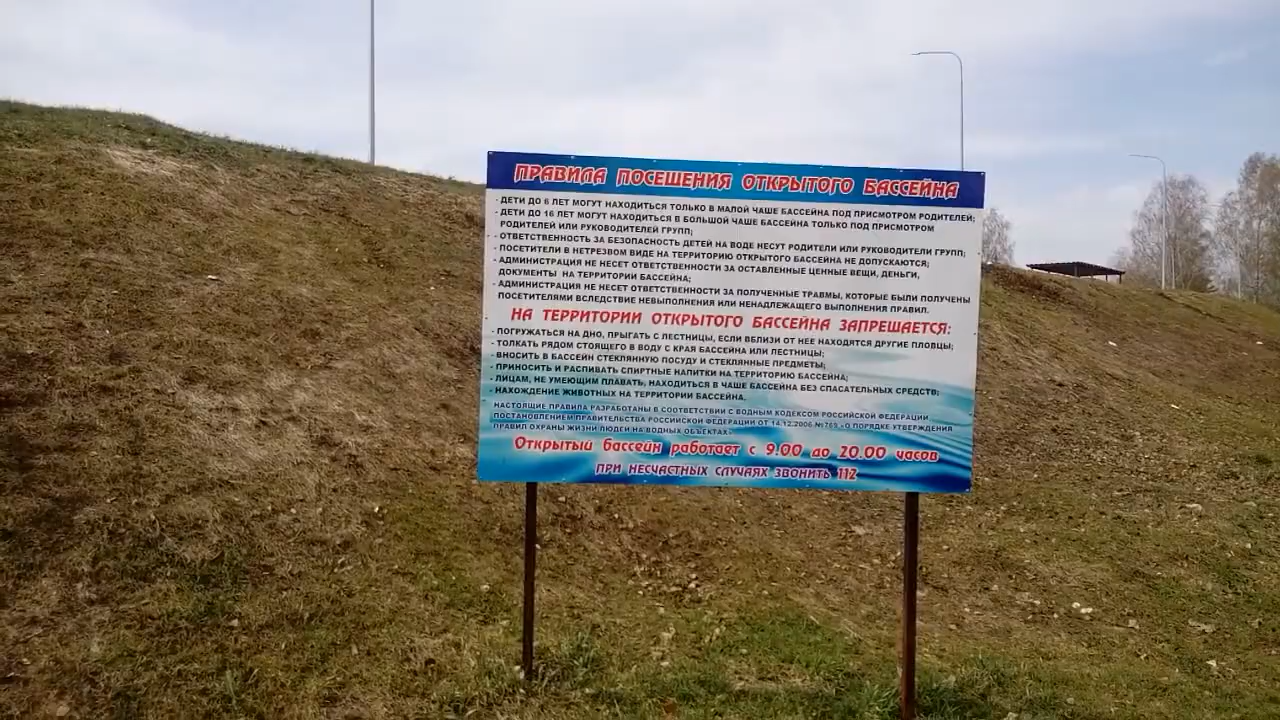 ПРАВИЛА ПОСЕЩЕНИЯ ОТКРЫТОГО БАССЕЙНА
- ДЕТИ ДО 6 ЛЕТ МОГУТ НАХОДИТЬСЯ ТОЛЬКО В МАЛОЙ ЧАШЕ БАССЕЙНА ПОД ПРИСМОТРОМ РОДИТЕЛЕЙ;
- ДЕТИ ДО 16 ЛЕТ МОГУТ НАХОДИТЬСЯ В БОЛЬШОЙ ЧАШЕ БАССЕЙНА ТОЛЬКО ПОД ПРИСМОТРОМ
РОДИТЕЛЕЙ ИЛИ РУКОВОДИТЕЛЕЙ ГРУПП;
- ОТВЕТСТВЕННОСТЬ ЗА БЕЗОПАСНОСТЬ ДЕТЕЙ НА ВОДЕ НЕСУТ РОДИТЕЛИ ИЛИ РУКОВОДИТЕЛИ ГРУПП;
- ПОСЕТИТЕЛИ В НЕТРЕЗВОМ ВИДЕ НА ТЕРРИТОРИЮ ОТКРЫТОГО БАССЕЙНА НЕ ДОПУСКАЮТСЯ;
- АДМИНИСТРАЦИЯ НЕ НЕСЕТ ОТВЕТСТВЕННОСТИ ЗА ОСТАВЛЕННЫЕ ЦЕННЫЕ ВЕЩИ, ДЕНЬГИ,
ДОКУМЕНТЫ НА ТЕРРИТОРИИ БАССЕЙНА;
- АДМИНИСТРАЦИЯ НЕ НЕСЕТ ОТВЕТСТВЕННОСТИ ЗА ПОЛУЧЕННЫЕ ТРАВМЫ, КОТОРЫЕ БЫЛИ ПОЛУЧЕНЫ
ПОСЕТИТЕЛЯМИ ВСЛЕДСТВИЕ НЕВЫПОЛНЕНИЯ ИЛИ НЕНАДЛЕЖАЩЕГО ВЫПОЛНЕНИЯ ПРАВИЛ.
НА ТЕРРИТОРИИ ОТКРЫТОГО БАССЕЙНА ЗАПРЕЩАЕТСЯ:
- ПОГРУЖАТЬСЯ НА ДНО, ПРЫГАТЬ С ЛЕСТНИЦЫ, ЕСЛИ ВБЛИЗИ ОТ НЕЕ НАХОДЯТСЯ ДРУГИЕ ПЛОВЦЫ;
- ТОЛКАТЬ РЯДОМ СТОЯЩЕГО В ВОДУ С КРАЯ БАССЕЙНА ИЛИ ЛЕСТНИЦЫ;
- ВНОСИТЬ В БАССЕЙН СТЕКЛЯННУЮ ПОСУДУ И СТЕКЛЯННЫЕ ПРЕДМЕТЫ;
- ПРИНОСИТЬ И РАСПИВАТЬ СПИРТНЫЕ НАПИТКИ НА ТЕРРИТОРИЮ БАССЕЙНА;
- ЛИЦАМ, НЕ УМЕЮЩИМ ПЛАВАТЬ, НАХОДИТЬСЯ В ЧАШЕ БАССЕЙНА БЕЗ СПАСАТЕЛЬНЫХ СРЕДСТВ;
- НАХОЖДЕНИЕ ЖИВОТНЫХ НА ТЕРРИТОРИИ БАССЕЙНА.
НАСТОЯЩИЕ ПРАВИЛА РАЗРАБОТАНЫ В СООТВЕТСТВИИ С ВОДНЫМ КОДЕКСОМ РОССИЙСКОЙ ФЕДЕРАЦИИ
ПОСТАНОВЛЕНИЕМ ПРАВИТЕЛЬСТВА РОССИЙСКОЙ ФЕДЕРАЦИИ ОТ 14.12.2006 №769 «О ПОРЯДКЕ УТВЕРЖДЕНИЯ
ПРАВИЛ ОХРАНЫ ЖИЗНИ ЛЮДЕЙ НА ВОДНЫХ ОБЪЕКТАХ»
Открытый бассейн работает с 9.00 до 20.00 часов
ПРИ НЕСЧАСТНЫХ СЛУЧАЯХ ЗВОНИТЬ 112